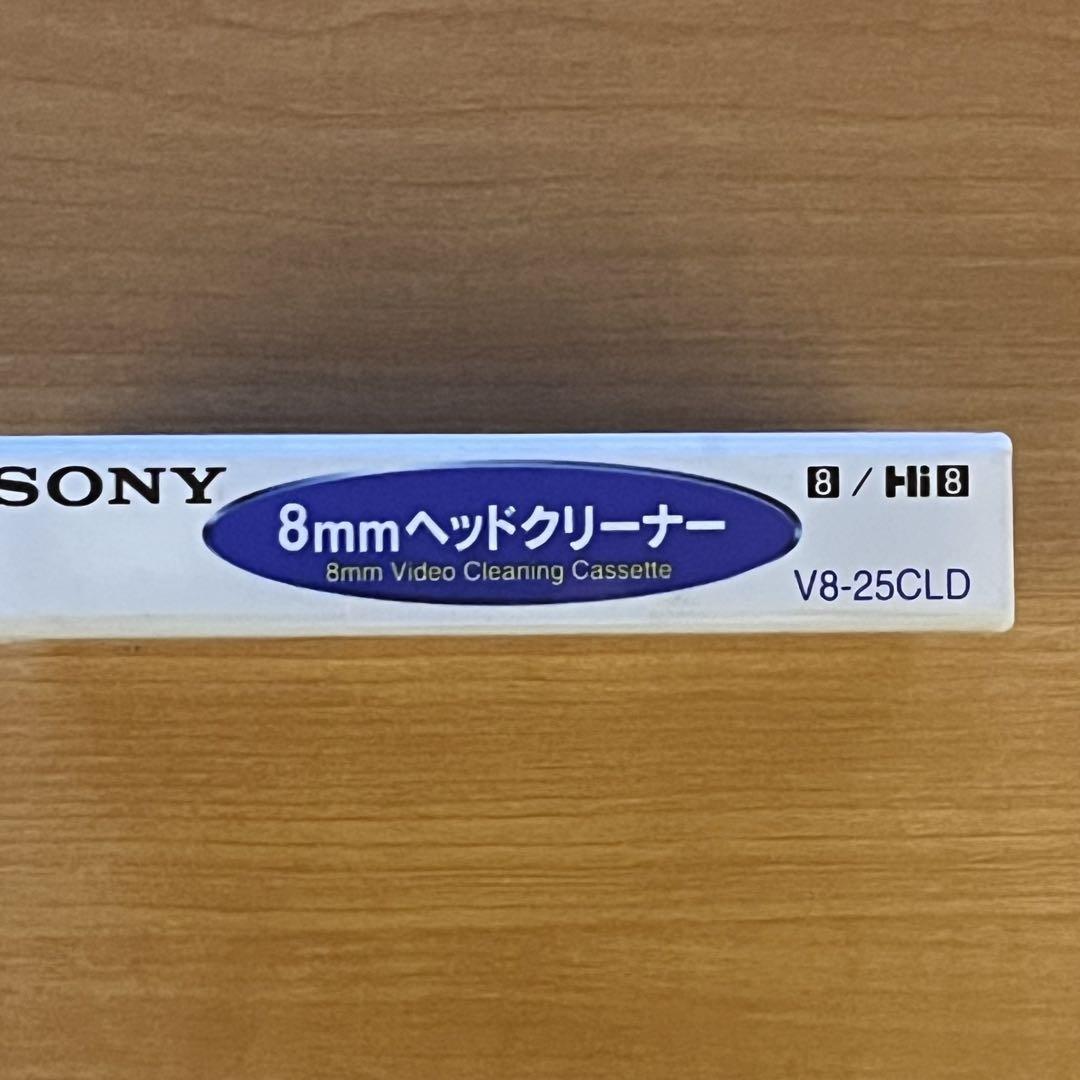 SONY
8mmヘッドクリーナー
8mm Video Cleaning Cassette
8 / Hi8
V8-25CLD